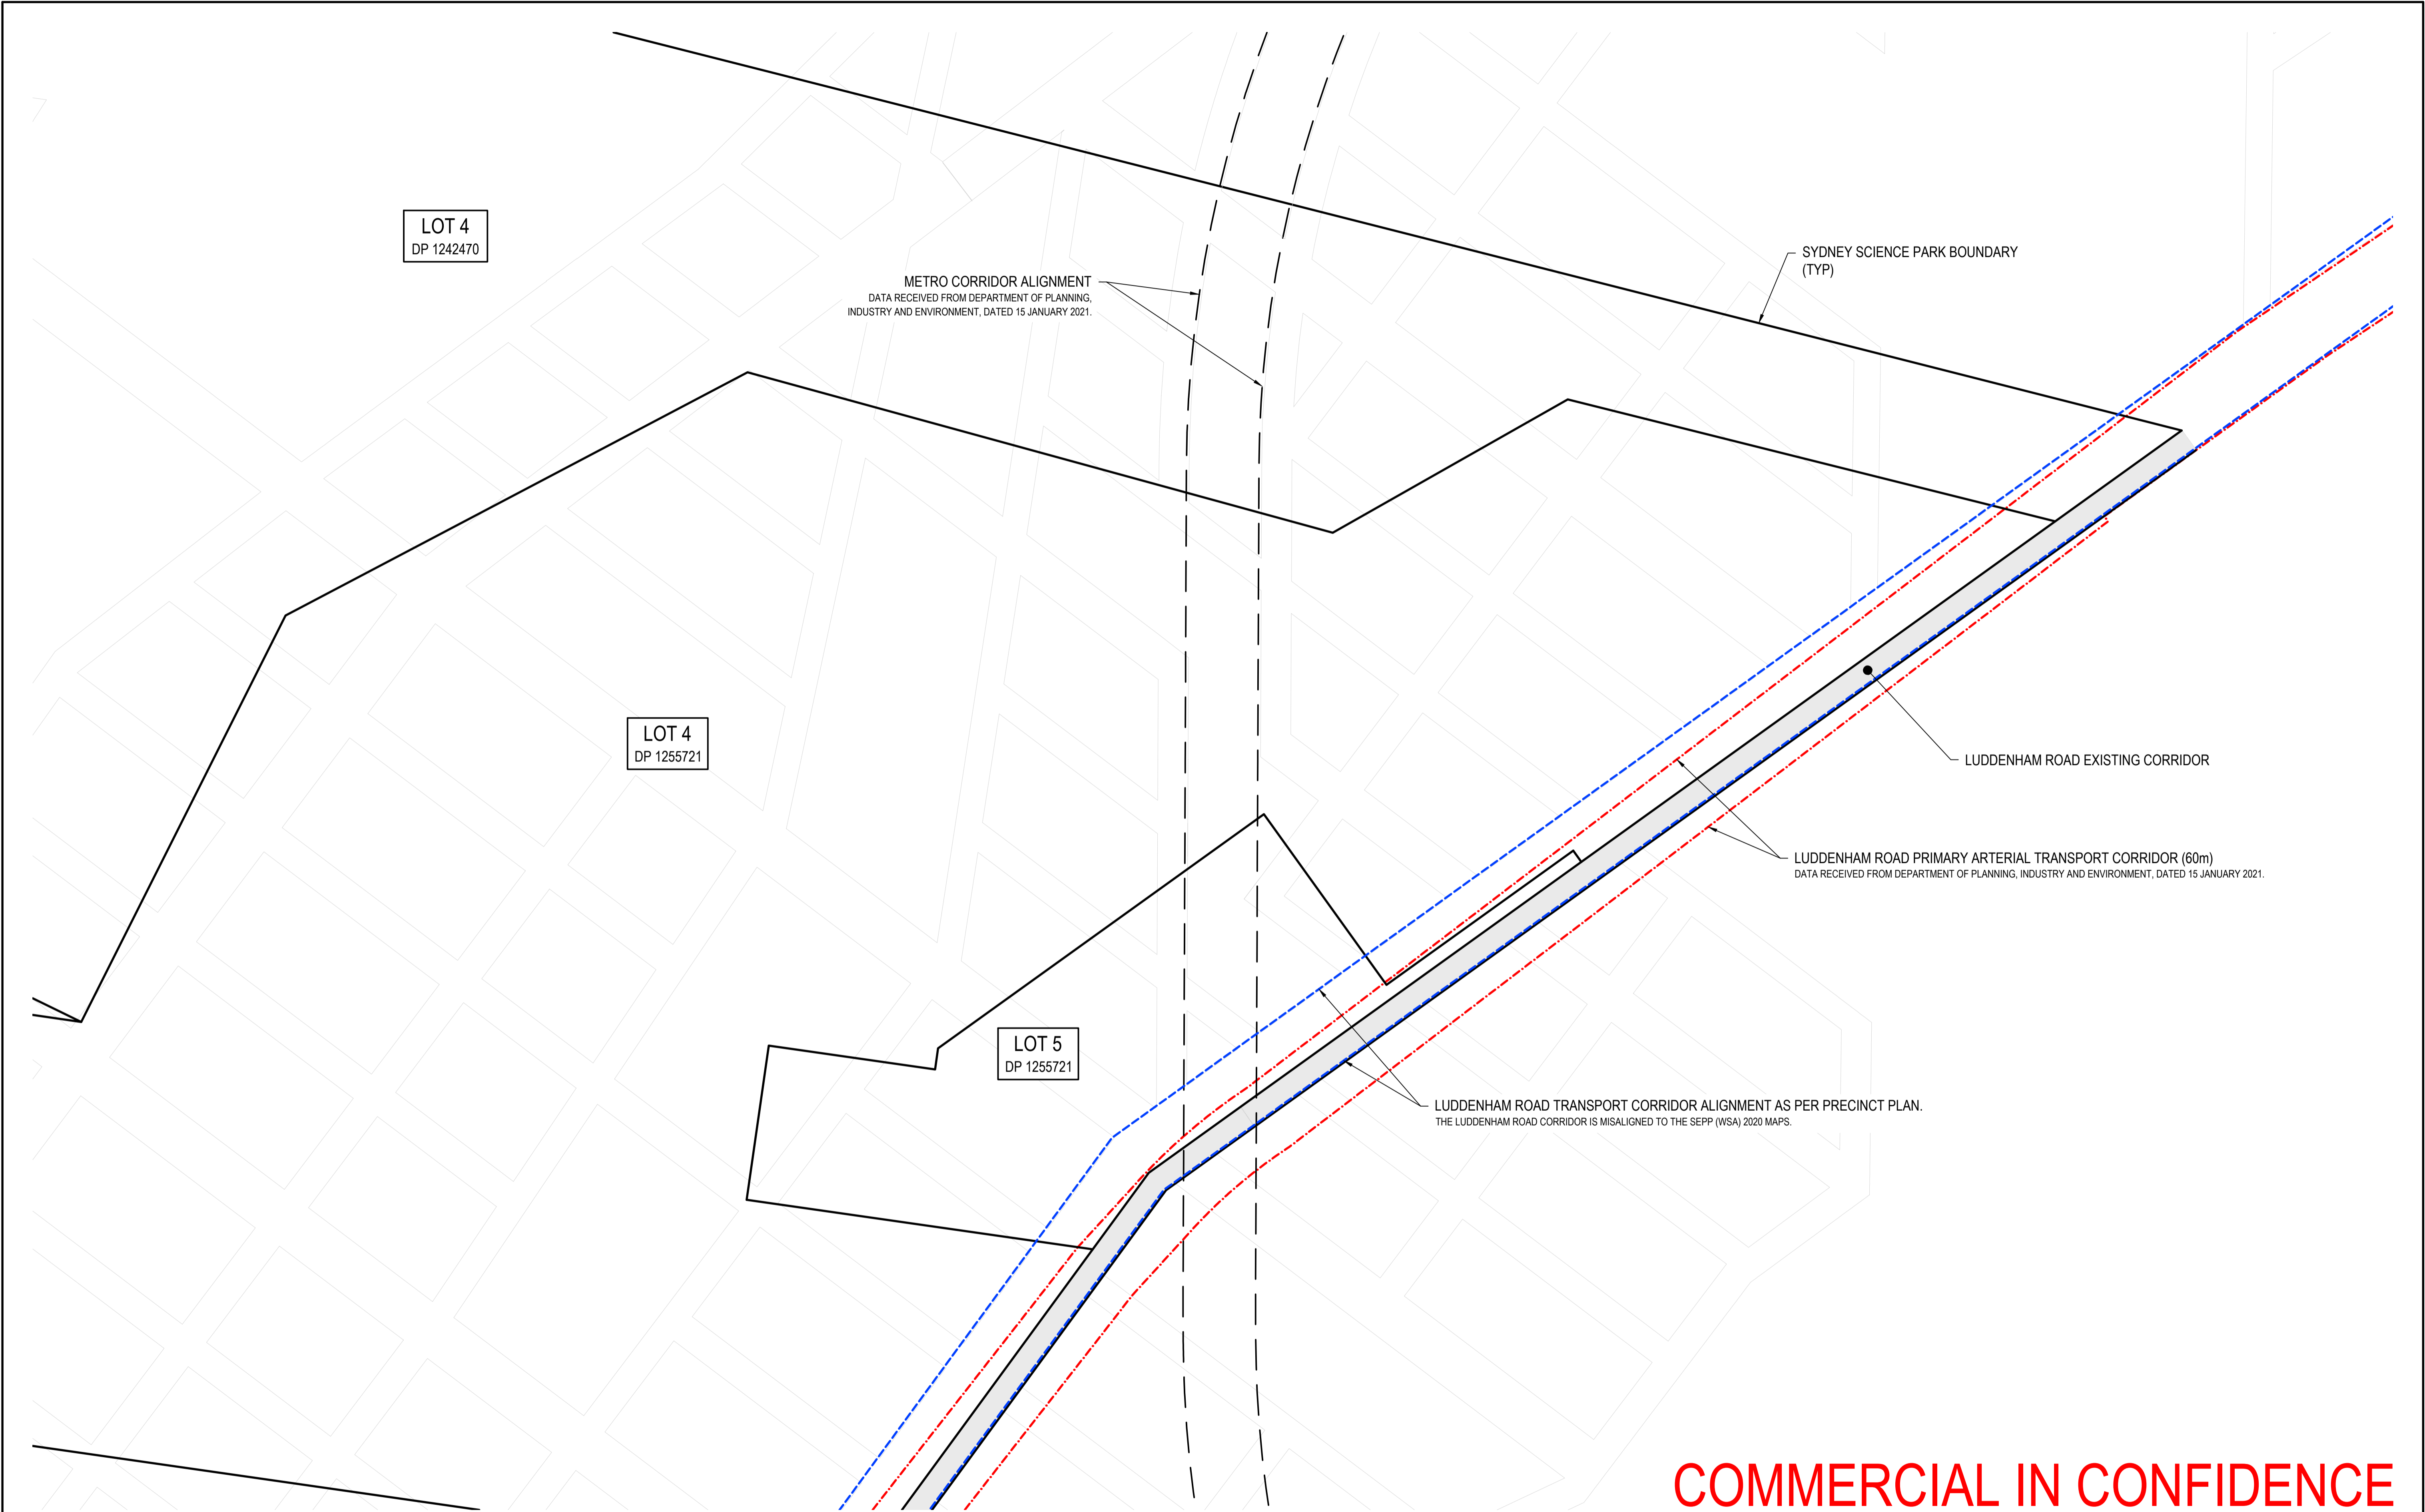 LOT 4
DP 1242470
SYDNEY SCIENCE PARK BOUNDARY
(TYP)
METRO CORRIDOR ALIGNMENT
DATA RECEIVED FROM DEPARTMENT OF PLANNING,
INDUSTRY AND ENVIRONMENT, DATED 15 JANUARY 2021.
LOT 4
DP 1255721
LUDDENHAM ROAD EXISTING CORRIDOR
LUDDENHAM ROAD PRIMARY ARTERIAL TRANSPORT CORRIDOR (60m)
DATA RECEIVED FROM DEPARTMENT OF PLANNING, INDUSTRY AND ENVIRONMENT, DATED 15 JANUARY 2021.
LOT 5
DP 1255721
LUDDENHAM ROAD TRANSPORT CORRIDOR ALIGNMENT AS PER PRECINCT PLAN.
THE LUDDENHAM ROAD CORRIDOR IS MISALIGNED TO THE SEPP (WSA) 2020 MAPS.
COMMERCIAL IN CONFIDENCE